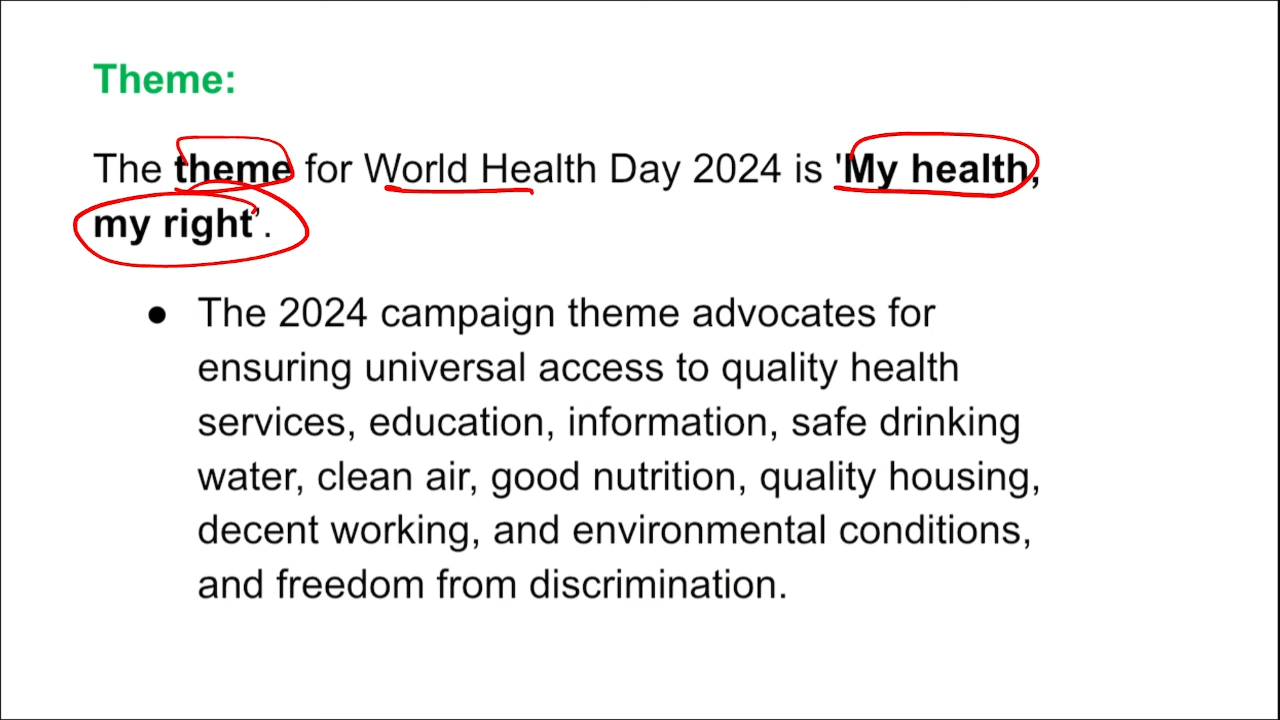 Theme:
The theme for World Health Day 2024 is 'My health,
my right’.
● The 2024 campaign theme advocates for
ensuring universal access to quality health
services, education, information, safe drinking
water, clean air, good nutrition, quality housing,
decent working, and environmental conditions,
and freedom from discrimination.